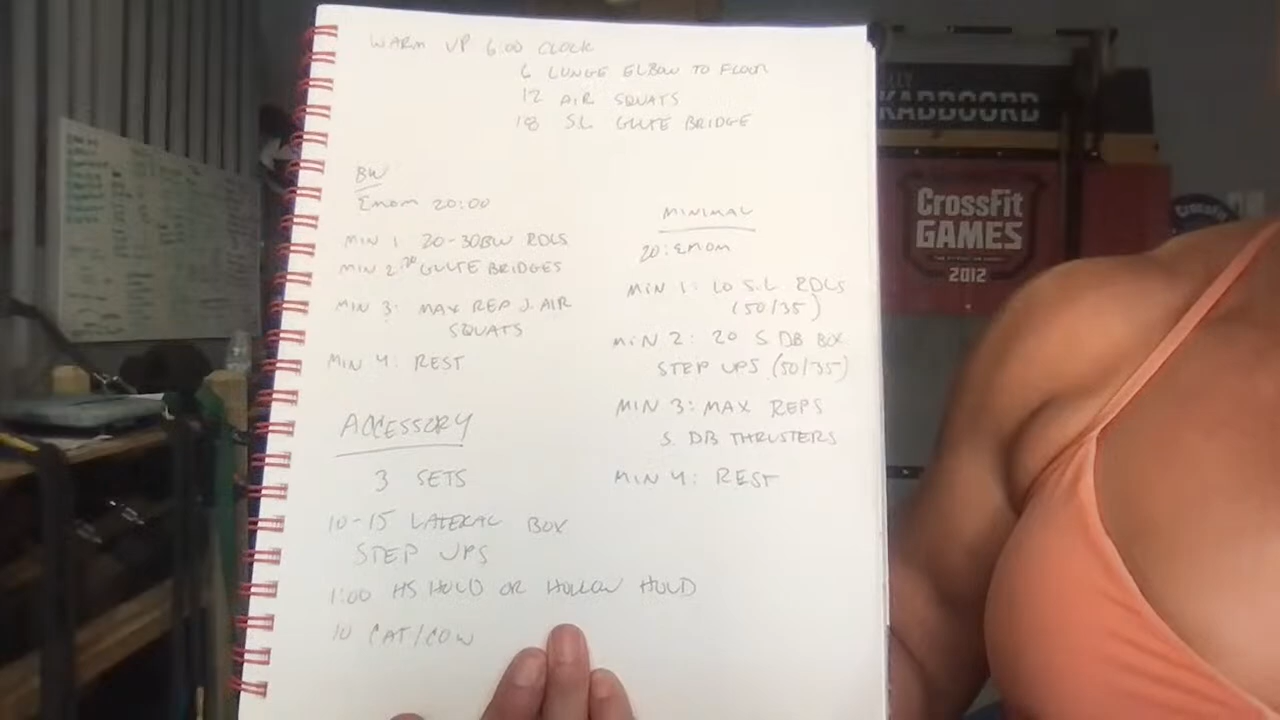 WARM UP 6:00 CLOCK
6 LUNGE ELBOW TO FLOOR
12 AIR SQUATS
18 SL GLUTE BRIDGE
BW
EMOM 20:00
MIN 1 20-30BW RDLS
MIN 2: 20 GLUTE BRIDGES
MIN 3: MAX REP J. AIR
SQUATS
MIN 4: REST
ACCESSORY
3 SETS
10-15 LATERAL BOX
STEP UPS
1:00 HS HOLD OR HOLLOW HOLD
10 CAT/COW
MINIMAL
20: EMOM
MIN 1: 10 S.L RDLS
(50/35)
MIN 2: 20 S. DB BOX
STEP UPS (50/35)
MIN 3: MAX REPS
S. DB THRUSTERS
MIN 4: REST
KABDOORD
CrossFit
GAMES
2012
CrossFit